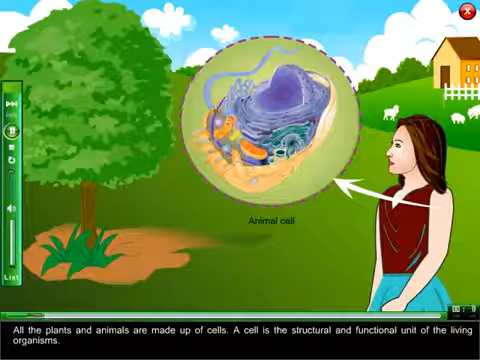 Animal cell
List
All the plants and animals are made up of cells. A cell is the structural and functional unit of the living
organisms.